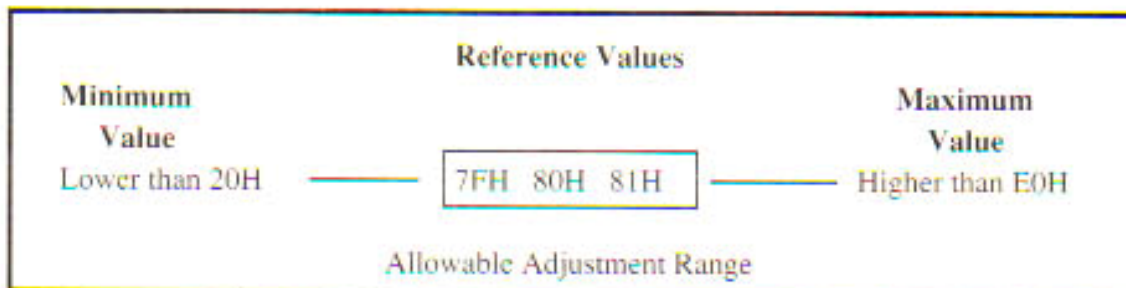 Reference Values
Minimum
Value
Maximum
Value
Lower than 20H 7FH 80H 81H Higher than E0H
Allowable Adjustment Range